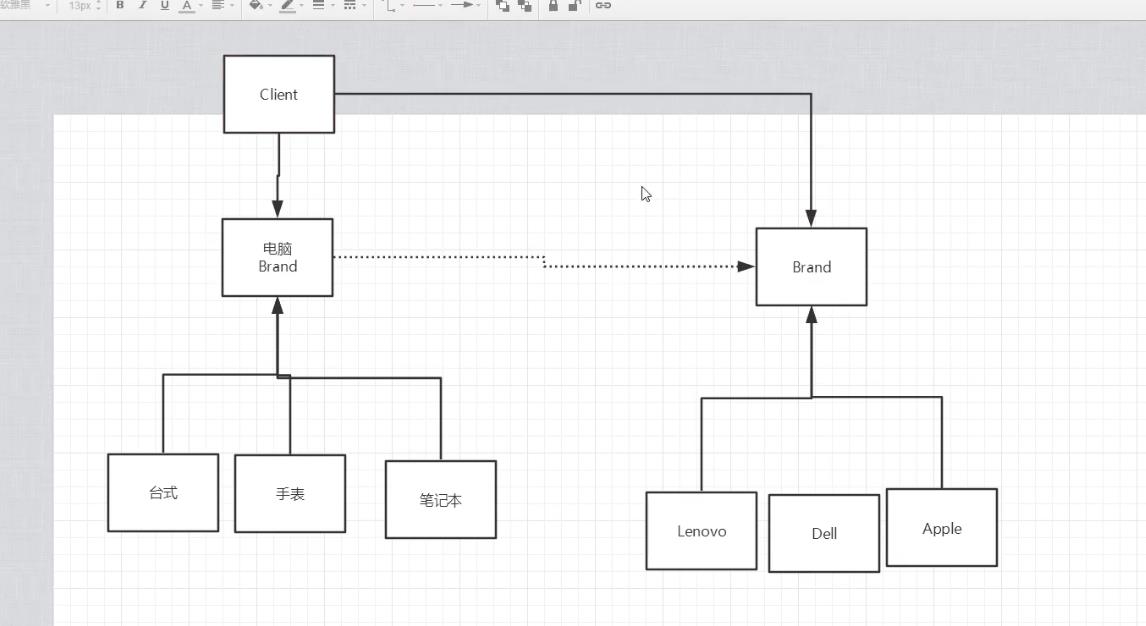 软雅黑 13px B I U A
Client
电脑
Brand
Brand
台式
手表
笔记本
Lenovo
Dell
Apple